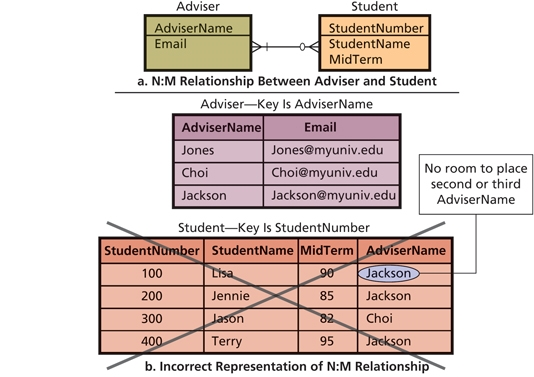 Adviser Student
AdviserName StudentNumber
Email StudentName
MidTerm
a. N:M Relationship Between Adviser and Student
Adviser—Key Is AdviserName
AdviserName Email
Jones Jones@myuniv.edu
Choi Choi@myuniv.edu
Jackson Jackson@myuniv.edu
No room to place
second or third
AdviserName
Student—Key Is StudentNumber
StudentNumber StudentName MidTerm AdviserName
100 Lisa 90 Jackson
200 Jennie 85 Jackson
300 Jason 82 Choi
400 Terry 95 Jackson
b. Incorrect Representation of N:M Relationship